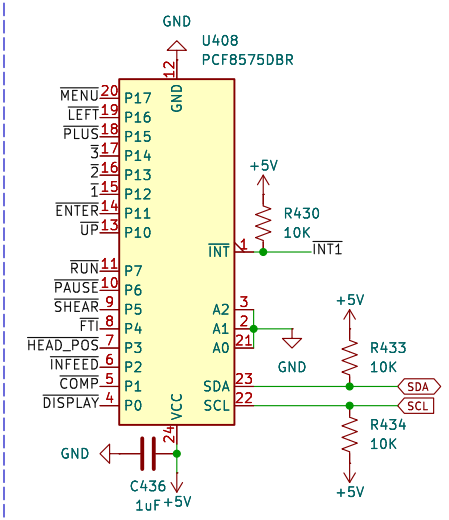 GND
U408
PCF8575DBR
12
GND
MENU 20 P17
LEFT 19 P16
PLUS 18 P15
3 17 P14
2 16 P13
1 15 P12
ENTER 14 P11
UP 13 P10
+5V
R430
10K
INT 1 INT1
RUN 11 P7
PAUSE 10 P6
SHEAR 9 P5
FTI 8 P4
HEAD_POS 7 P3
INFEED 6 P2
COMP 5 P1
DISPLAY 4 P0
A2 3
A1 2
A0 21
GND
+5V
R433
10K
SDA 23 SDA
SCL 22 SCL
R434
10K
+5V
VCC
24
GND
C436
1uF
+5V